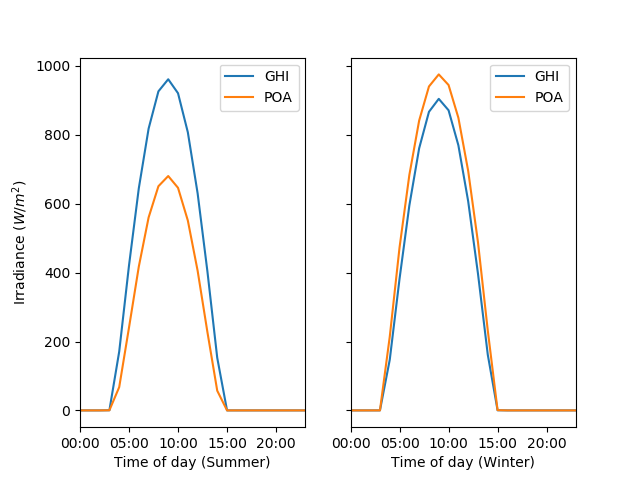 GHI
POA
GHI
POA
1000
800
600
400
200
0
Irradiance (W/m²)
00:00 05:00 10:00 15:00 20:00
00:00 05:00 10:00 15:00 20:00
Time of day (Summer)
Time of day (Winter)